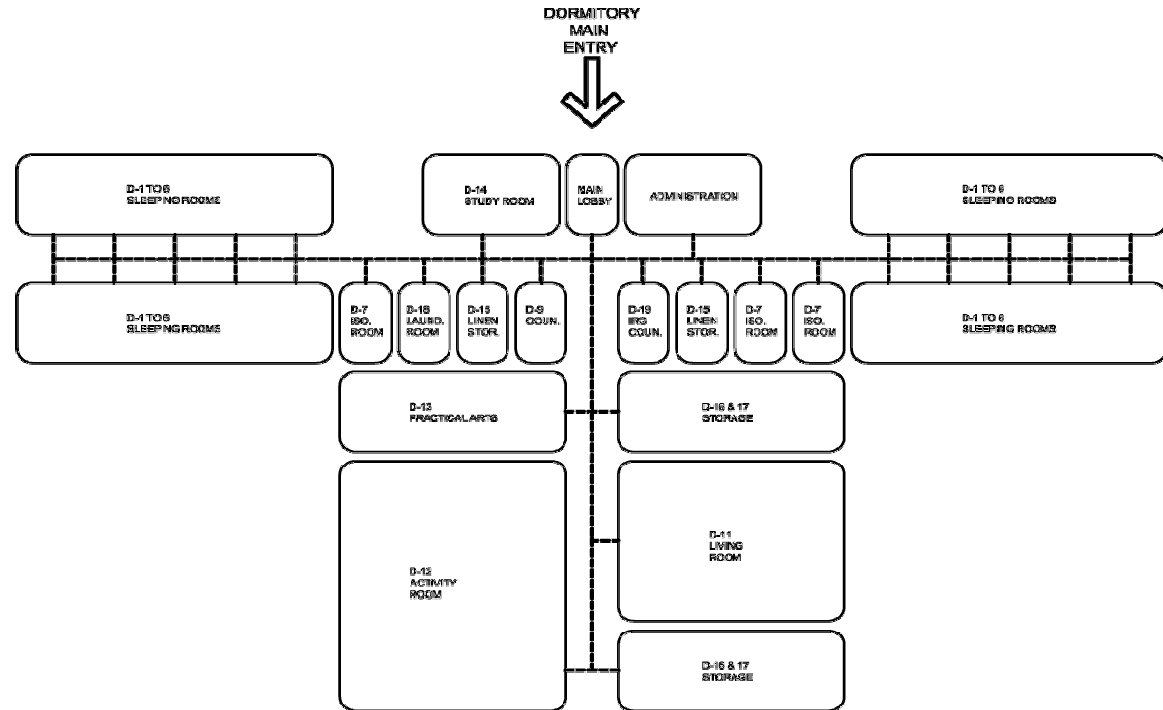 DORMITORY
MAIN
ENTRY
D-1 TO 6
SLEEPING ROOMS
D-14
STUDY ROOM
MAIN
LOBBY
ADMINISTRATION
D-1 TO 6
SLEEPING ROOMS
D-1 TO 6
SLEEPING ROOMS
D-7
ISO.
ROOM
D-18
LAUND.
ROOM
D-15
LINEN
STOR.
D-9
COUN.
D-19
IRG
COUN.
D-15
LINEN
STOR.
D-7
ISO.
ROOM
D-7
ISO.
ROOM
D-1 TO 6
SLEEPING ROOMS
D-13
PRACTICAL ARTS
D-16 & 17
STORAGE
D-12
ACTIVITY
ROOM
D-11
LIVING
ROOM
D-16 & 17
STORAGE